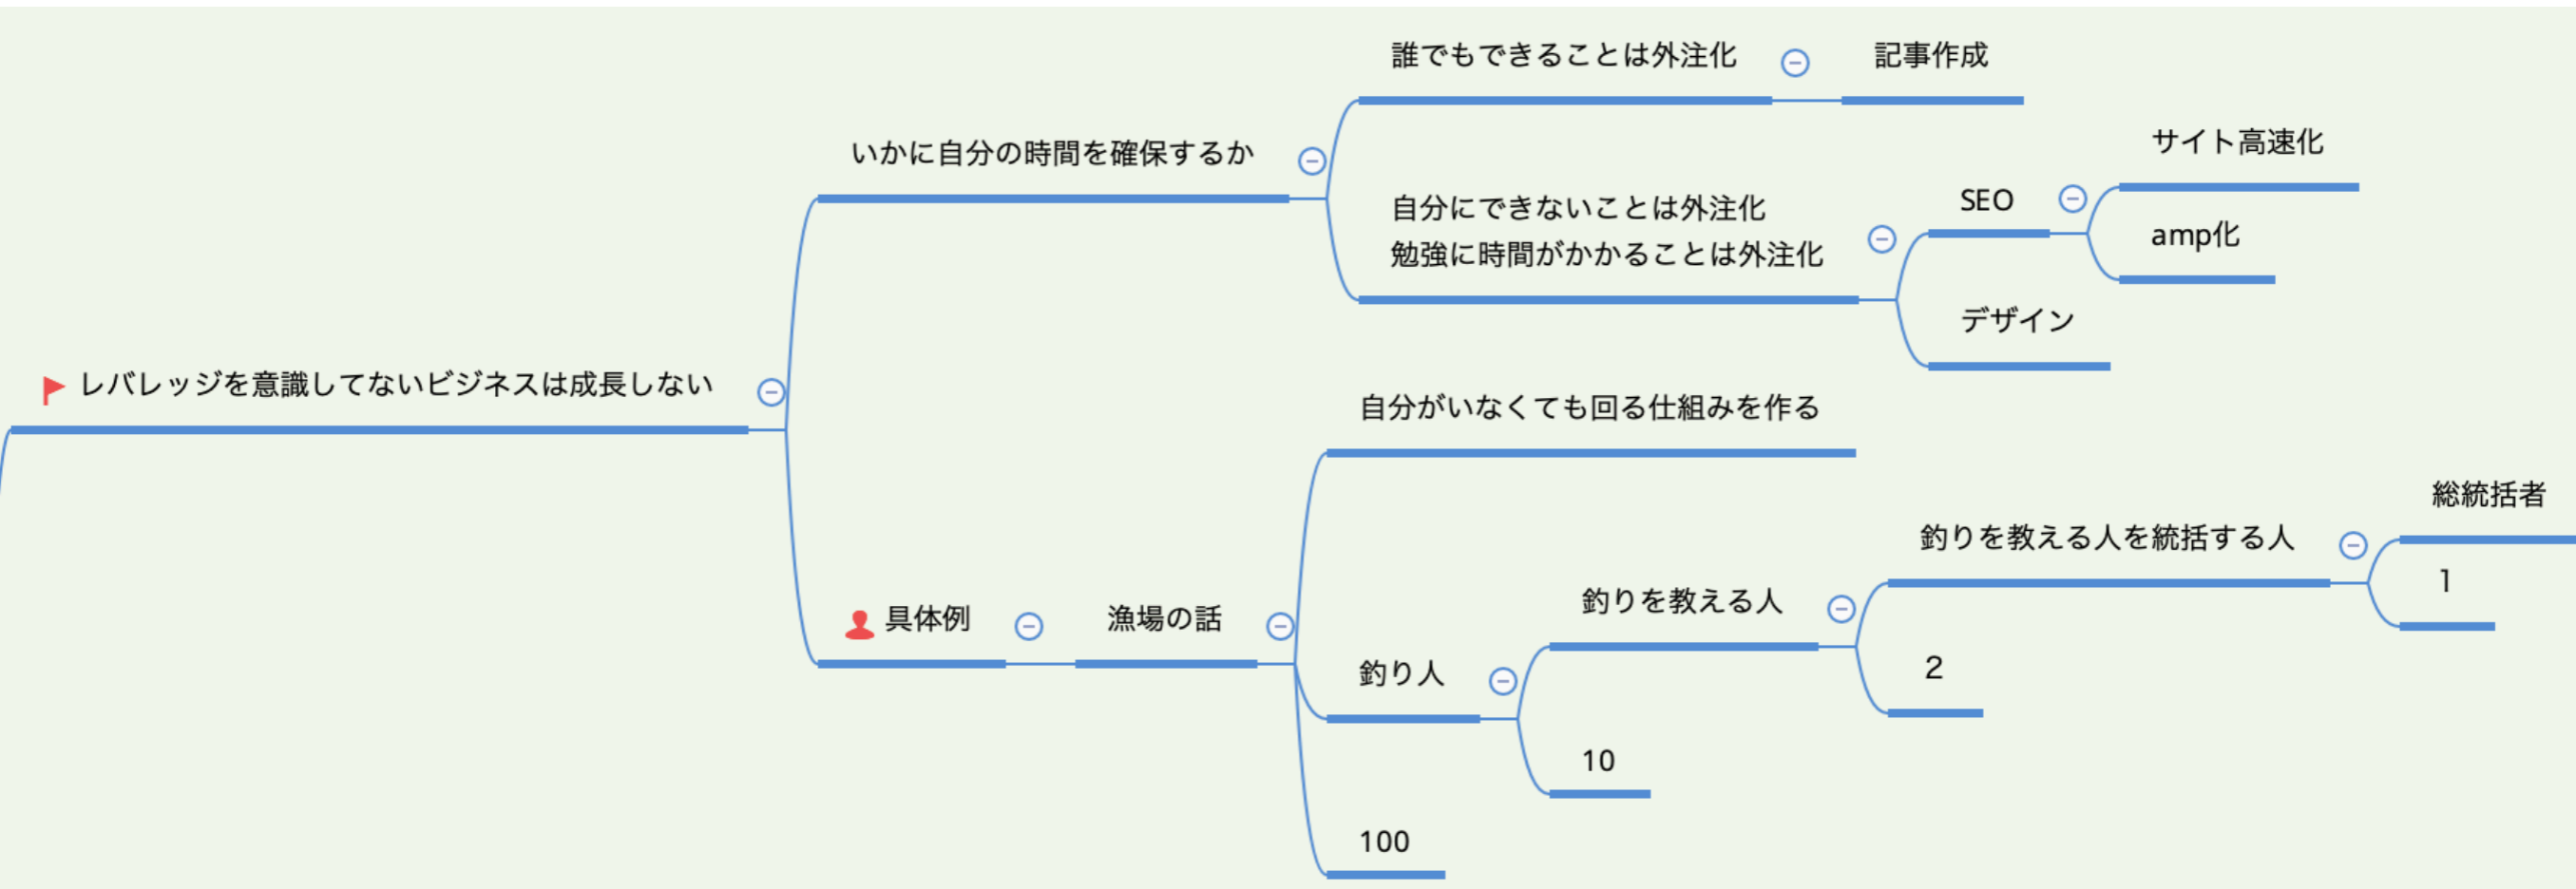 レバレッジを意識してないビジネスは成長しない
いかに自分の時間を確保するか
誰でもできることは外注化
記事作成
自分にできないことは外注化
勉強に時間がかかることは外注化
SEO
サイト高速化
amp化
デザイン
具体例
漁場の話
自分がいなくても回る仕組みを作る
釣り人
釣りを教える人
釣りを教える人を統括する人
総統括者
1
2
10
100